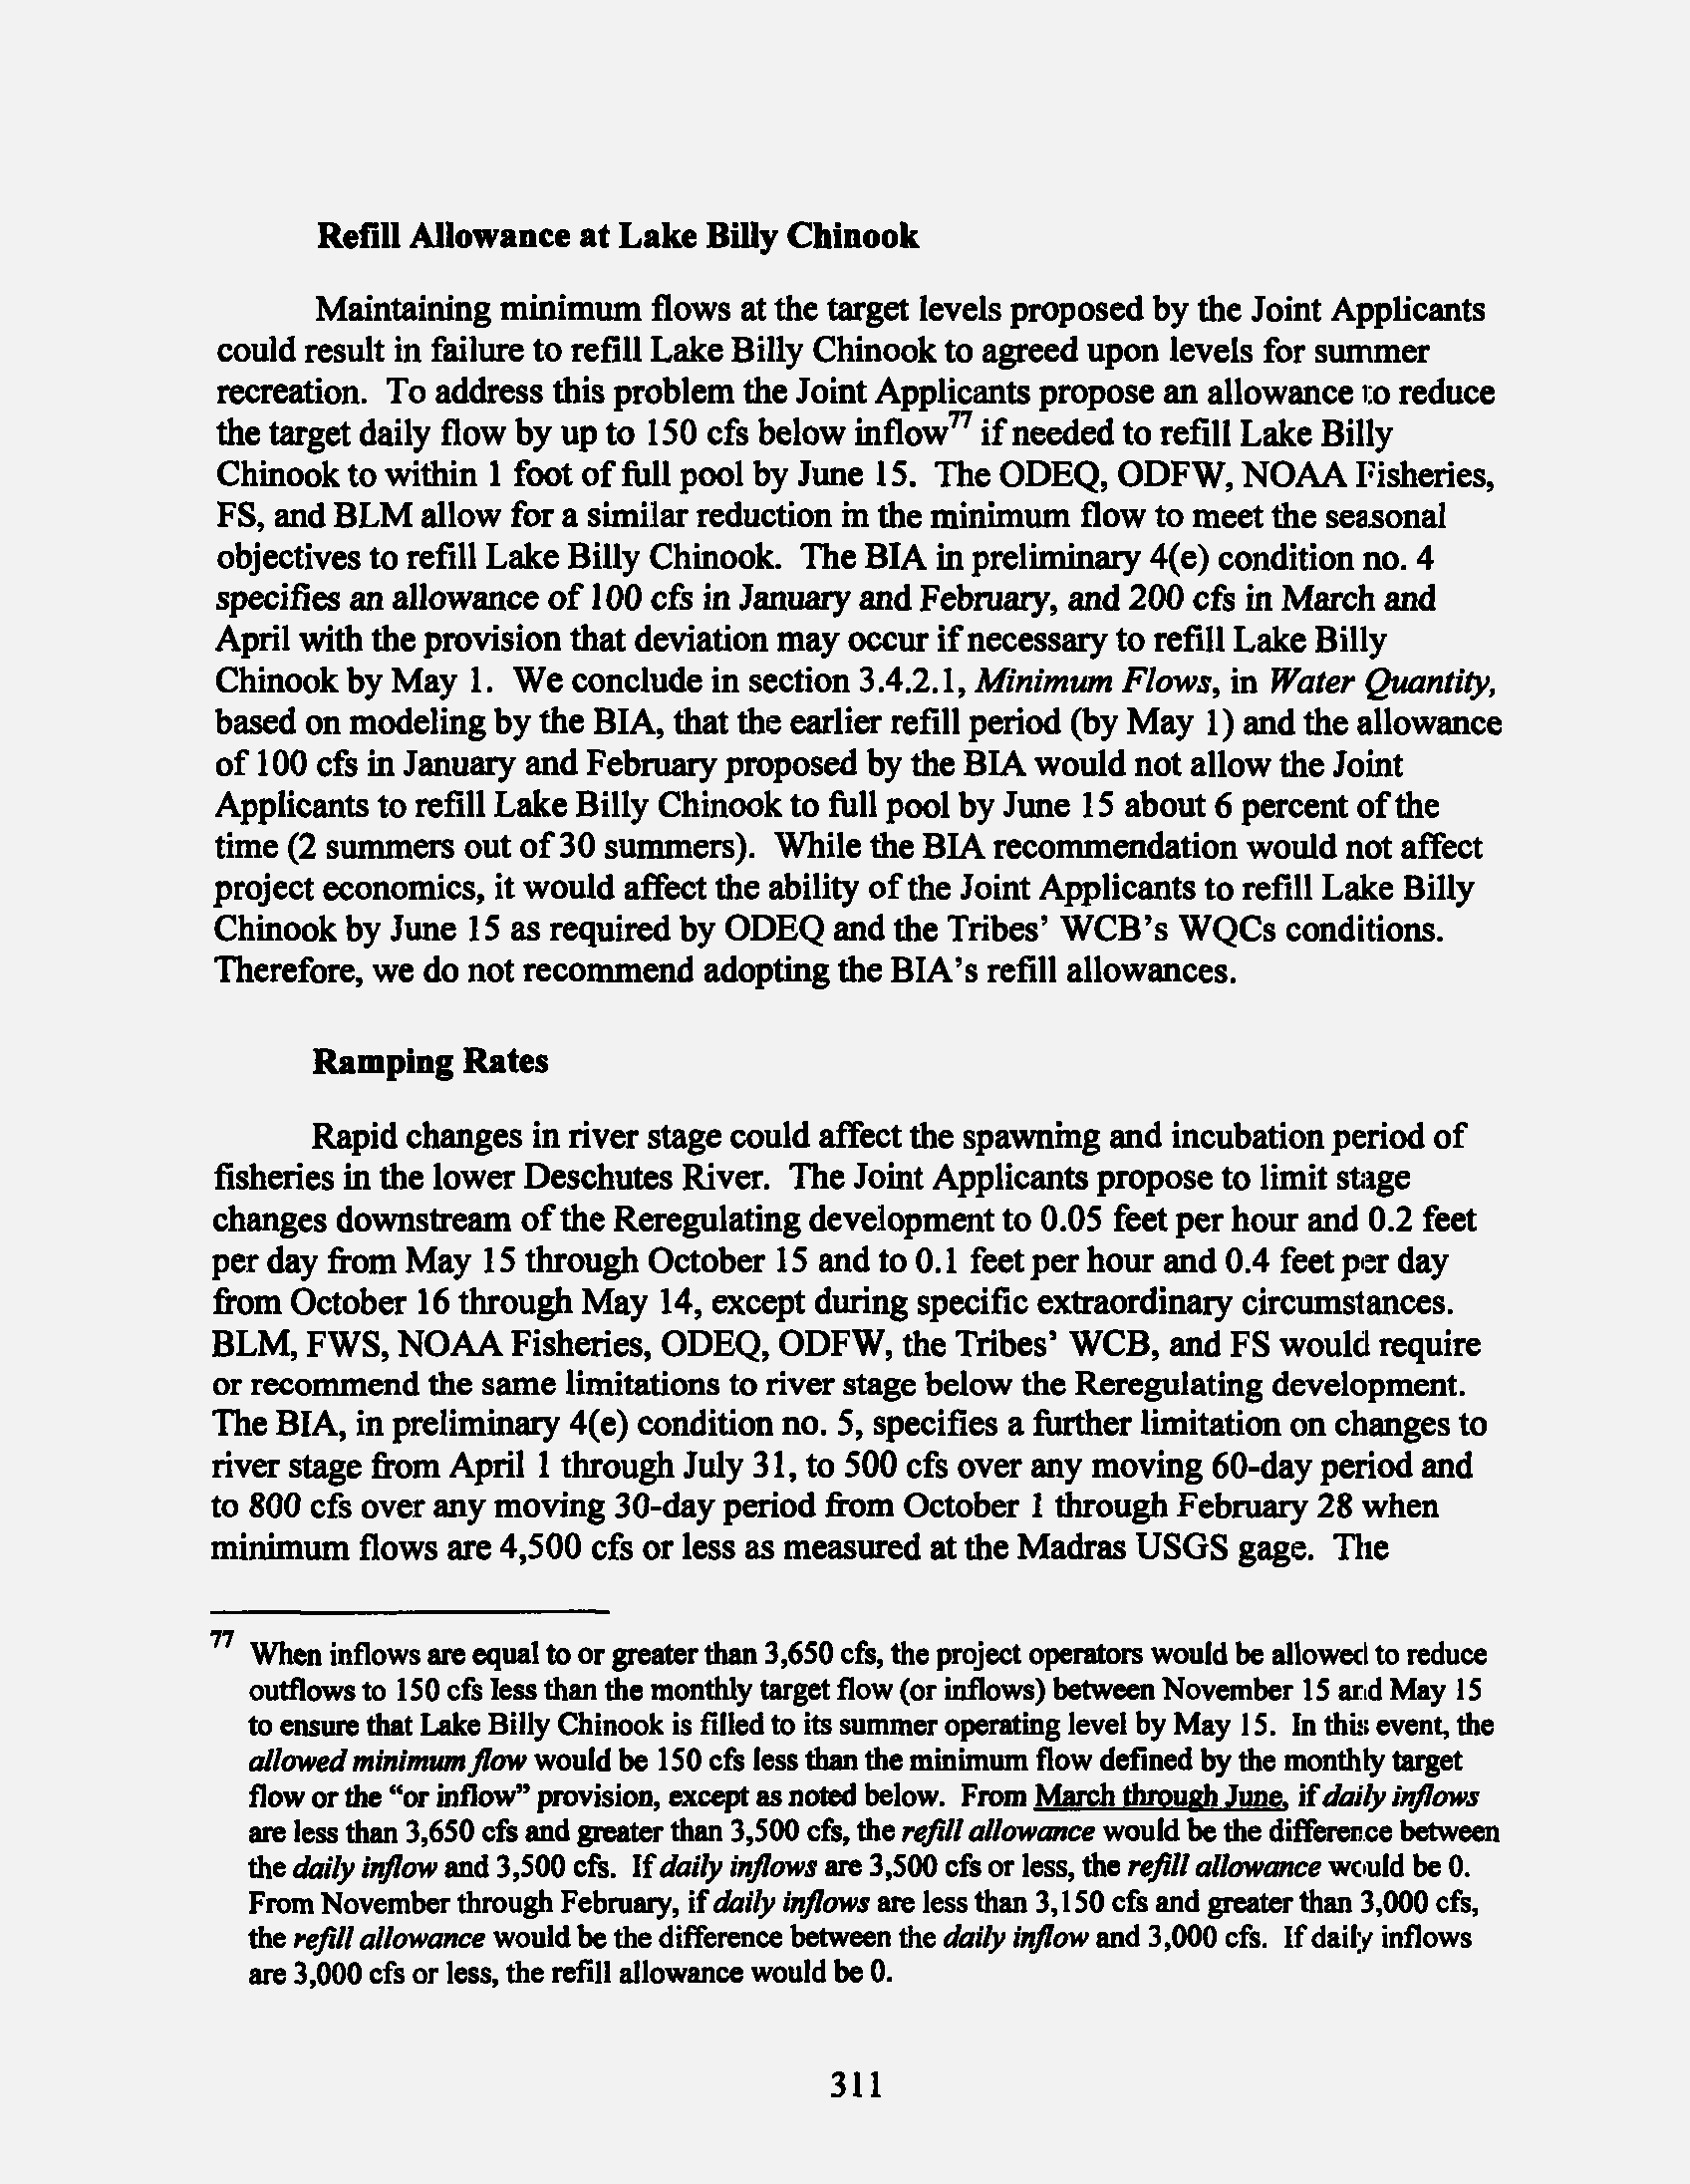 Refill Allowance at Lake Billy Chinook
Maintaining minimum flows at the target levels proposed by the Joint Applicants
could result in failure to refill Lake Billy Chinook to agreed upon levels for summer
recreation. To address this problem the Joint Applicants propose an allowance to reduce
the target daily flow by up to 150 cfs below inflow77 if needed to refill Lake Billy
Chinook to within 1 foot of full pool by June 15. The ODEQ, ODFW, NOAA Fisheries,
FS, and BLM allow for a similar reduction in the minimum flow to meet the seasonal
objectives to refill Lake Billy Chinook. The BIA in preliminary 4(e) condition no. 4
specifies an allowance of 100 cfs in January and February, and 200 cfs in March and
April with the provision that deviation may occur if necessary to refill Lake Billy
Chinook by May 1. We conclude in section 3.4.2.1, Minimum Flows, in Water Quantity,
based on modeling by the BIA, that the earlier refill period (by May 1) and the allowance
of 100 cfs in January and February proposed by the BIA would not allow the Joint
Applicants to refill Lake Billy Chinook to full pool by June 15 about 6 percent of the
time (2 summers out of 30 summers). While the BIA recommendation would not affect
project economics, it would affect the ability of the Joint Applicants to refill Lake Billy
Chinook by June 15 as required by ODEQ and the Tribes' WCB's WQCs conditions.
Therefore, we do not recommend adopting the BIA's refill allowances.
Ramping Rates
Rapid changes in river stage could affect the spawning and incubation period of
fisheries in the lower Deschutes River. The Joint Applicants propose to limit stage
changes downstream of the Reregulating development to 0.05 feet per hour and 0.2 feet
per day from May 15 through October 15 and to 0.1 feet per hour and 0.4 feet per day
from October 16 through May 14, except during specific extraordinary circumstances.
BLM, FWS, NOAA Fisheries, ODEQ, ODFW, the Tribes' WCB, and FS would require
or recommend the same limitations to river stage below the Reregulating development.
The BIA, in preliminary 4(e) condition no. 5, specifies a further limitation on changes to
river stage from April 1 through July 31, to 500 cfs over any moving 60-day period and
to 800 cfs over any moving 30-day period from October 1 through February 28 when
minimum flows are 4,500 cfs or less as measured at the Madras USGS gage. The
77 When inflows are equal to or greater than 3,650 cfs, the project operators would be allowed to reduce
outflows to 150 cfs less than the monthly target flow (or inflows) between November 15 and May 15
to ensure that Lake Billy Chinook is filled to its summer operating level by May 15. In this event, the
allowed minimum flow would be 150 cfs less than the minimum flow defined by the monthly target
flow or the "or inflow" provision, except as noted below. From March through June, if daily inflows
are less than 3,650 cfs and greater than 3,500 cfs, the refill allowance would be the difference between
the daily inflow and 3,500 cfs. If daily inflows are 3,500 cfs or less, the refill allowance would be 0.
From November through February, if daily inflows are less than 3,150 cfs and greater than 3,000 cfs,
the refill allowance would be the difference between the daily inflow and 3,000 cfs. If daily inflows
are 3,000 cfs or less, the refill allowance would be 0.
311